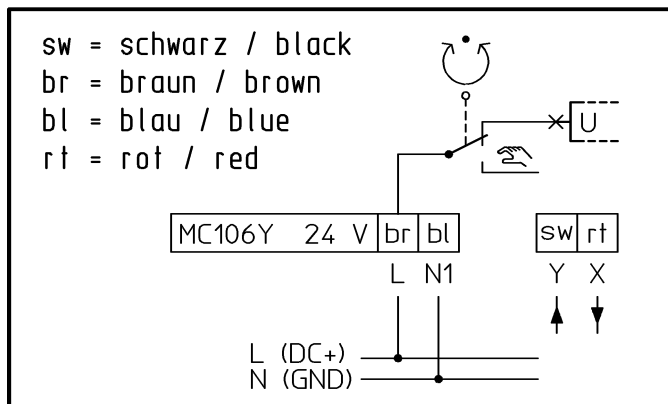 sw = schwarz / black
br = braun / brown
bl = blau / blue
rt = rot / red
U
MC106Y 24 V br bl
sw rt
L N1
Y X
L (DC+)
N (GND)